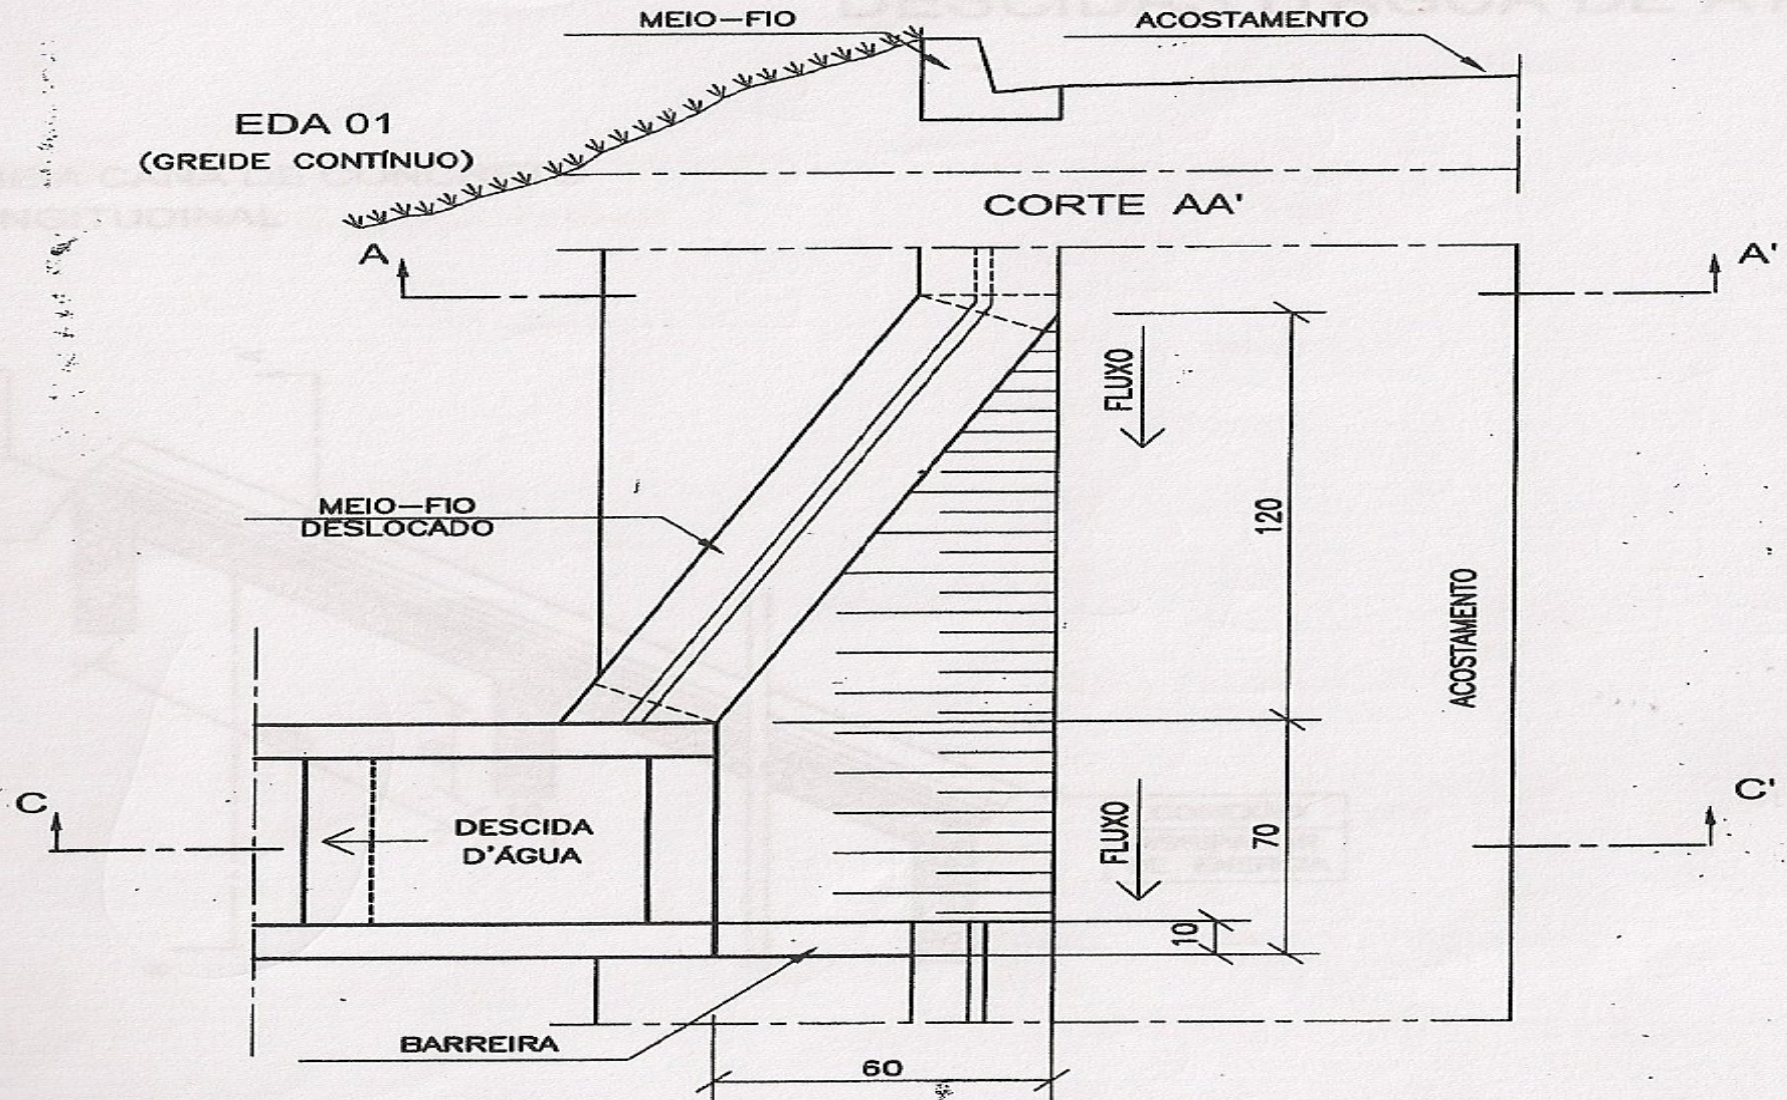 MEIO-FIO
ACOSTAMENTO
EDA 01
(GREIDE CONTÍNUO)
CORTE AA'
A
A'
FLUXO
120
MEIO-FIO
DESLOCADO
ACOSTAMENTO
C
C'
DESCIDA
D'ÁGUA
FLUXO
70
10
BARREIRA
60